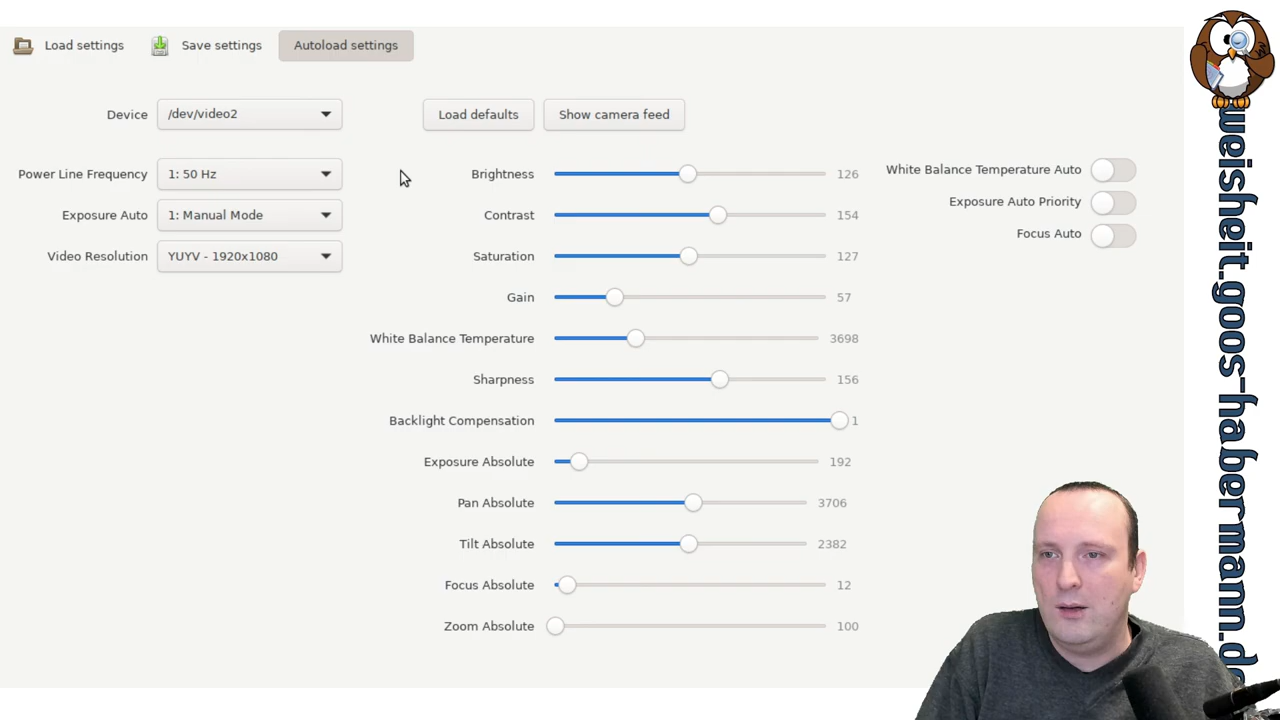 Load settings Save settings Autoload settings
Device /dev/video2 Load defaults Show camera feed
Power Line Frequency 1: 50 Hz Brightness 126 White Balance Temperature Auto
Exposure Auto Priority
Exposure Auto 1: Manual Mode Contrast 154
Focus Auto
Video Resolution YUYV - 1920x1080 Saturation 127
Gain 57
White Balance Temperature 3698
Sharpness 156
Backlight Compensation 1
Exposure Absolute 192
Pan Absolute 3706
Tilt Absolute 2382
Focus Absolute 12
Zoom Absolute 100
weisheit.goos-habermann.de